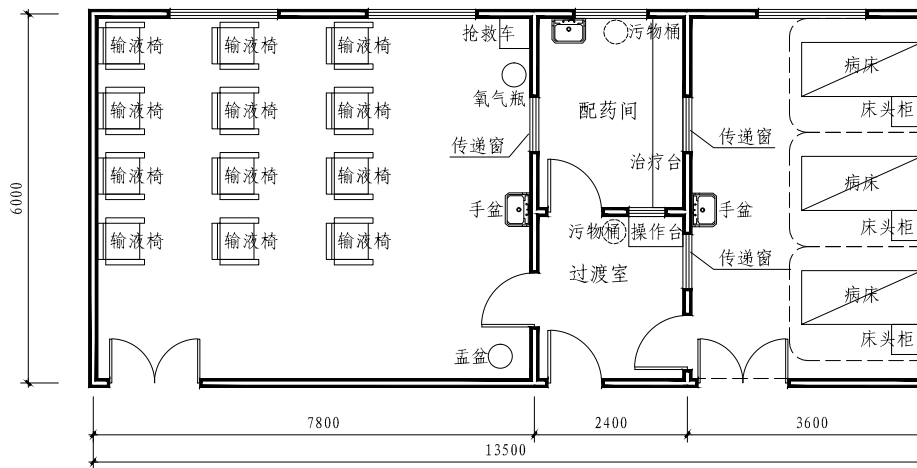 抢救车
污物桶
输液椅 输液椅 输液椅
病床
氧气瓶
输液椅 输液椅 输液椅
配药间
床头柜
传递窗
传递窗
治疗台
输液椅 输液椅 输液椅
病床
6000
手盆
手盆
床头柜
污物桶 操作台
输液椅 输液椅 输液椅
传递窗
过渡室
病床
床头柜
盂盆
7800
2400
3600
13500